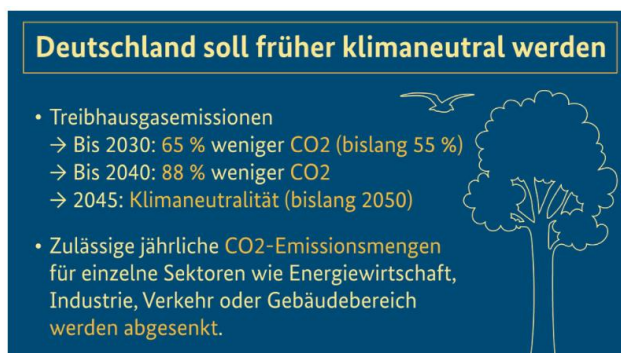 Deutschland soll früher klimaneutral werden
• Treibhausgasemissionen
→ Bis 2030: 65 % weniger CO2 (bislang 55 %)
→ Bis 2040: 88 % weniger CO2
→ 2045: Klimaneutralität (bislang 2050)
• Zulässige jährliche CO2-Emissionsmengen
für einzelne Sektoren wie Energiewirtschaft,
Industrie, Verkehr oder Gebäudebereich
werden abgesenkt.